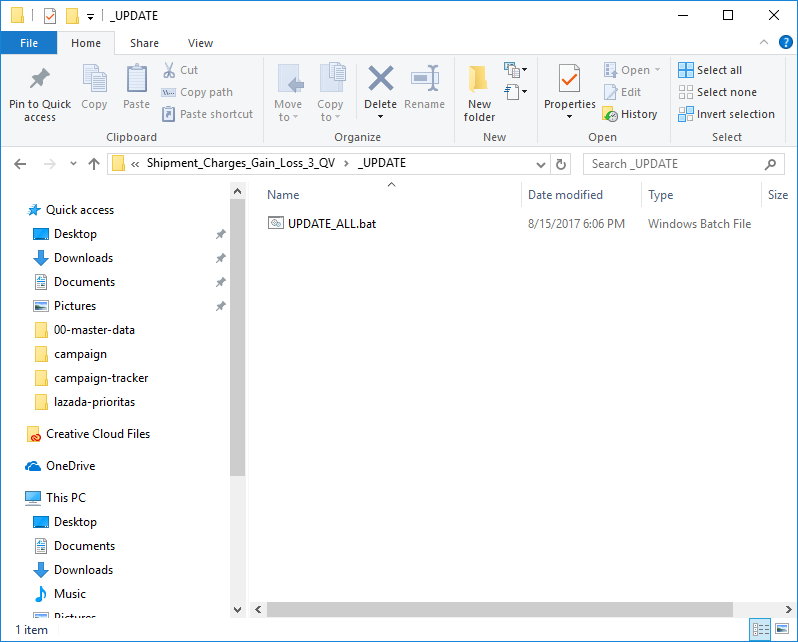 _UPDATE
File Home Share View
Pin to Quick access
Copy
Paste
Cut
Copy path
Paste shortcut
Clipboard
Move to
Copy to
Delete
Rename
Organize
New folder
New
Properties
Open
Edit
History
Open
Select all
Select none
Invert selection
Select
« Shipment_Charges_Gain_Loss_3_QV > _UPDATE
Search _UPDATE
Name Date modified Type Size
UPDATE_ALL.bat 8/15/2017 6:06 PM Windows Batch File
Quick access
Desktop
Downloads
Documents
Pictures
00-master-data
campaign
campaign-tracker
lazada-prioritas
Creative Cloud Files
OneDrive
This PC
Desktop
Documents
Downloads
Music
Pictures
1 item